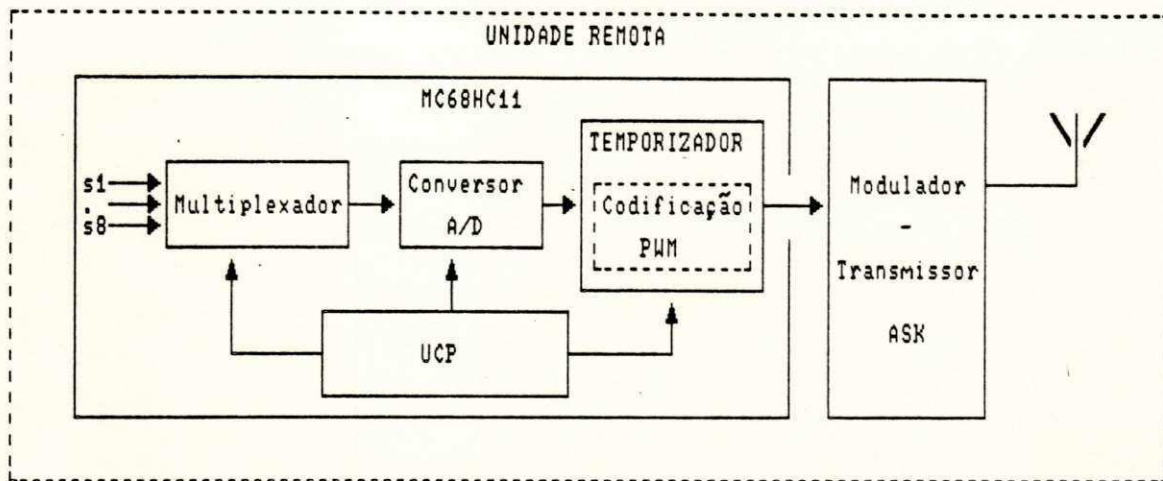 UNIDADE REMOTA
MC68HC11
TEMPORIZADOR
s1
.
s8
Multiplexador
Conversor
A/D
Codificação
PWM
UCP
Modulador
-
Transmissor
ASK